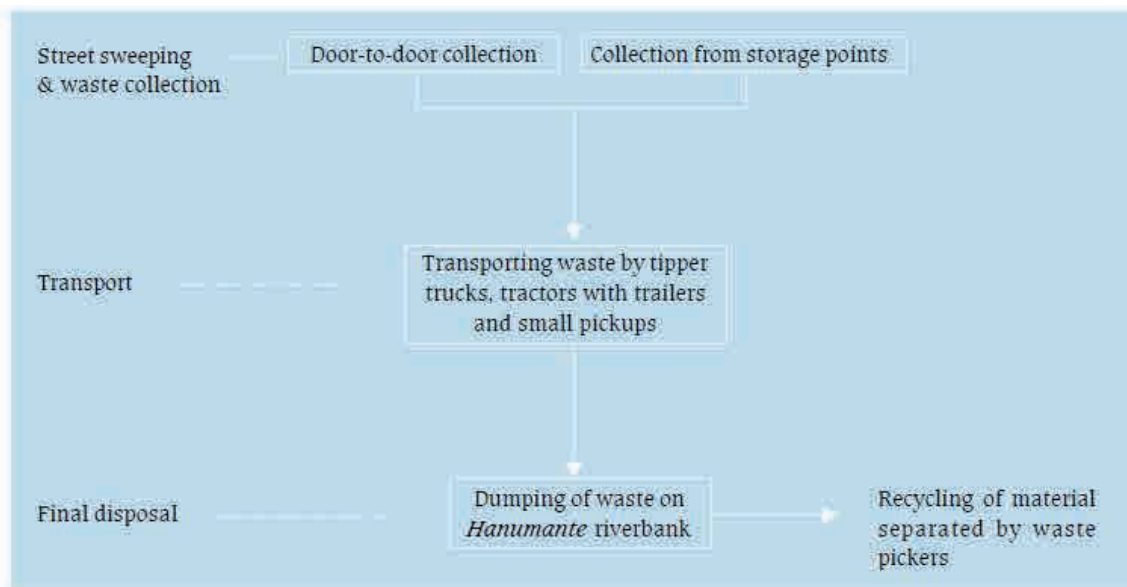 Street sweeping
& waste collection
Door-to-door collection
Collection from storage points
Transport
Transporting waste by tipper
trucks, tractors with trailers
and small pickups
Final disposal
Dumping of waste on
Hanumante riverbank
Recycling of material
separated by waste
pickers